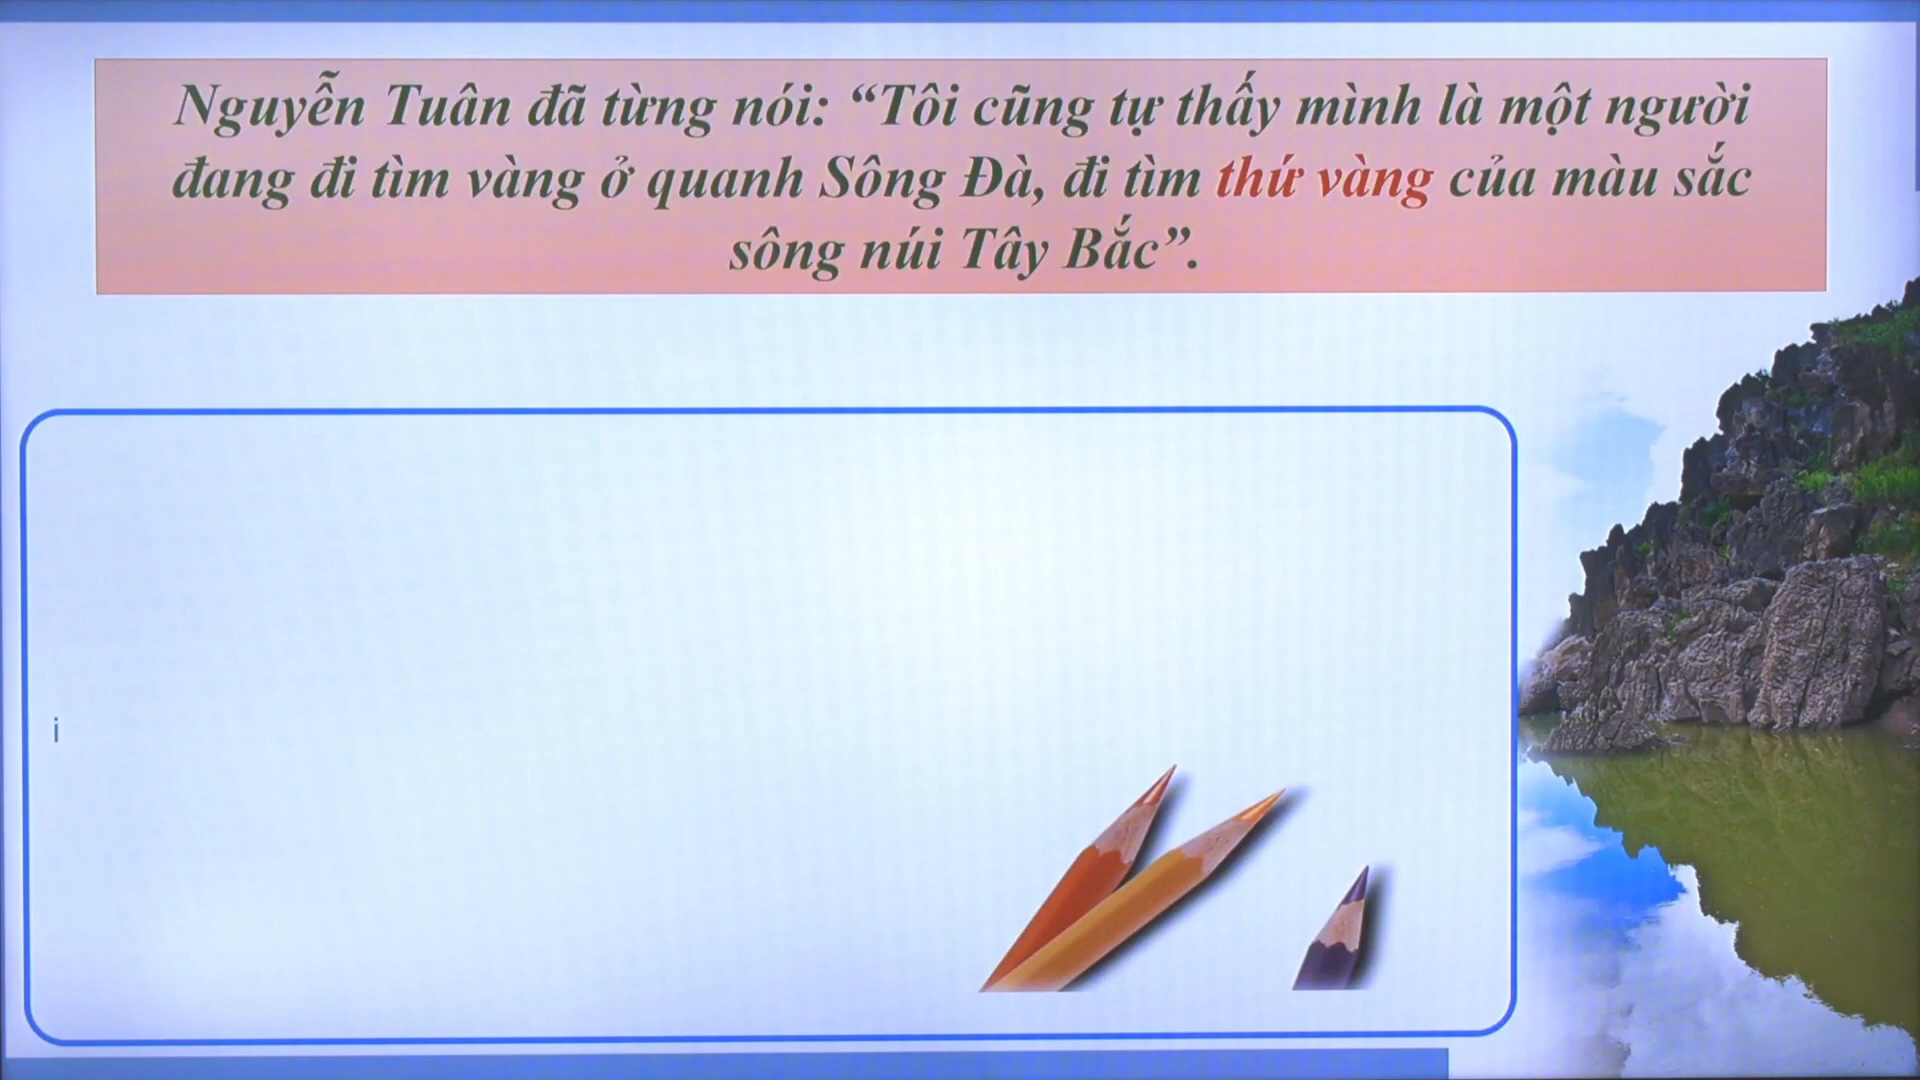 Nguyễn Tuân đã từng nói: “Tôi cũng tự thấy mình là một người
đang đi tìm vàng ở quanh Sông Đà, đi tìm thứ vàng của màu sắc
sông núi Tây Bắc”.
i